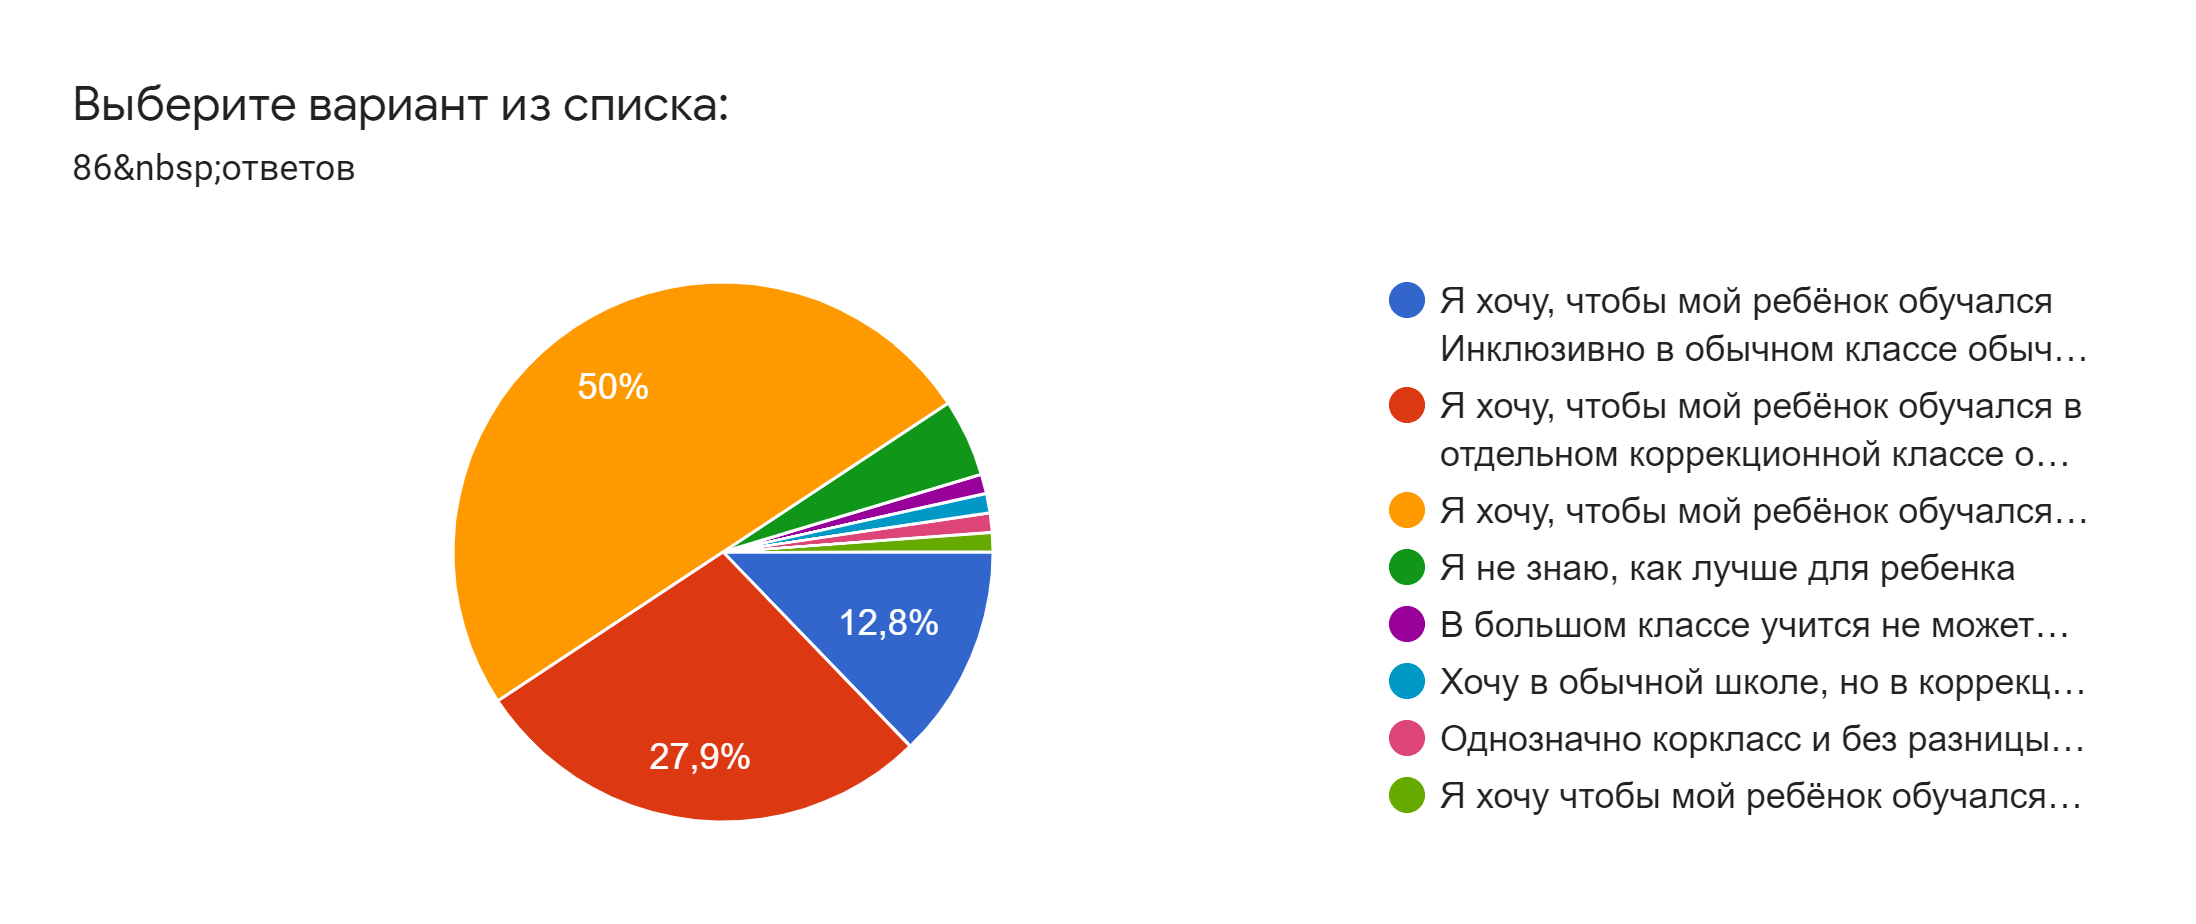 Выберите вариант из списка:
86&nbsp;ответов
50%
12,8%
27,9%
Я хочу, чтобы мой ребёнок обучался
Инклюзивно в обычном классе обыч…
Я хочу, чтобы мой ребёнок обучался в
отдельном коррекционной классе о…
Я хочу, чтобы мой ребёнок обучался…
Я не знаю, как лучше для ребенка
В большом классе учится не может…
Хочу в обычной школе, но в коррекц…
Однозначно коркласс и без разницы…
Я хочу чтобы мой ребёнок обучался…